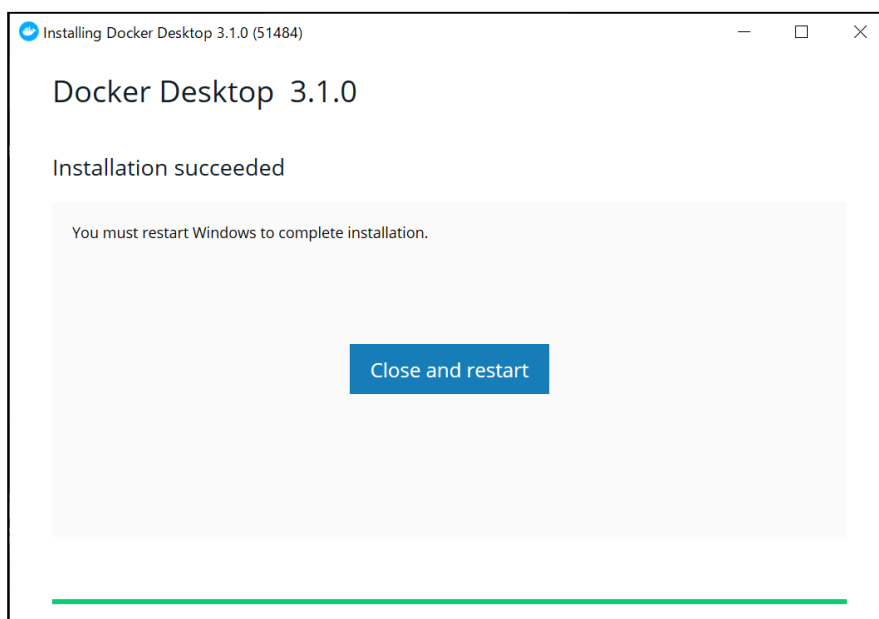 Installing Docker Desktop 3.1.0 (51484)
Docker Desktop 3.1.0
Installation succeeded
You must restart Windows to complete installation.
Close and restart